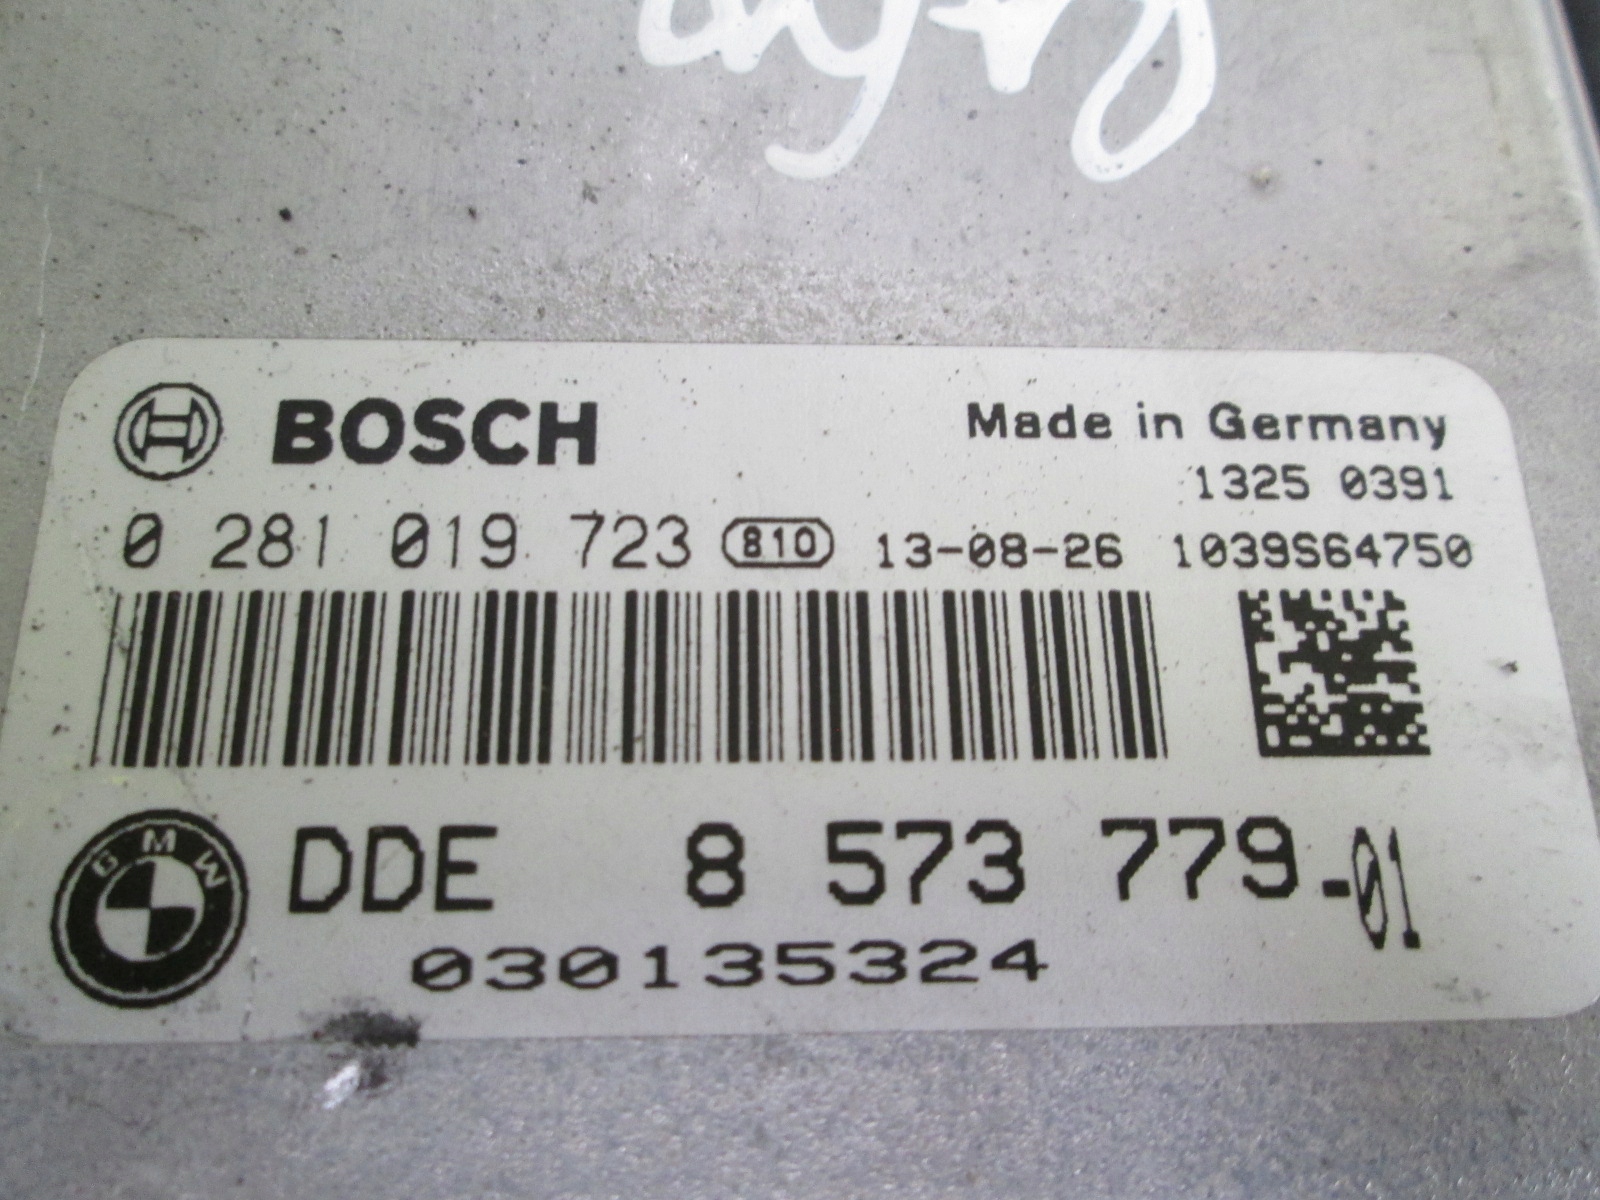 BOSCH
Made in Germany
1325 0391
0 281 019 723 810 13-08-26 1039S64750
BMW
DDE 8 573 779-01
030135324